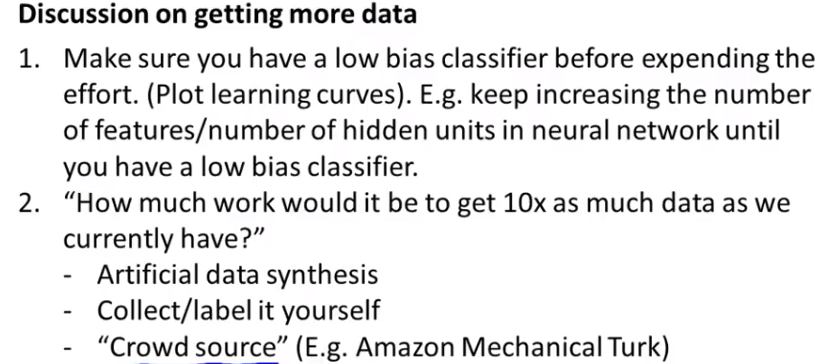 Discussion on getting more data
1. Make sure you have a low bias classifier before expending the
effort. (Plot learning curves). E.g. keep increasing the number
of features/number of hidden units in neural network until
you have a low bias classifier.
2. “How much work would it be to get 10x as much data as we
currently have?”
- Artificial data synthesis
- Collect/label it yourself
- “Crowd source” (E.g. Amazon Mechanical Turk)